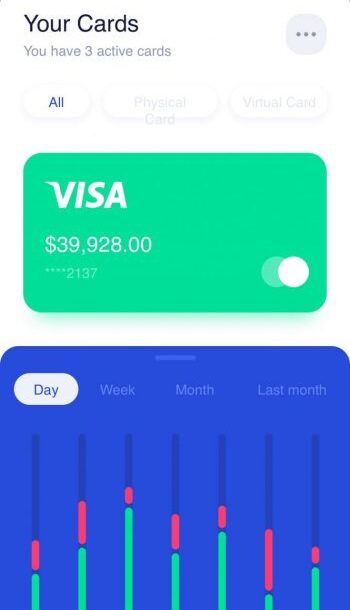 Your Cards
You have 3 active cards
All
Physical
Card
Virtual Card
VISA
$39,928.00
****2137
Day Week Month Last month